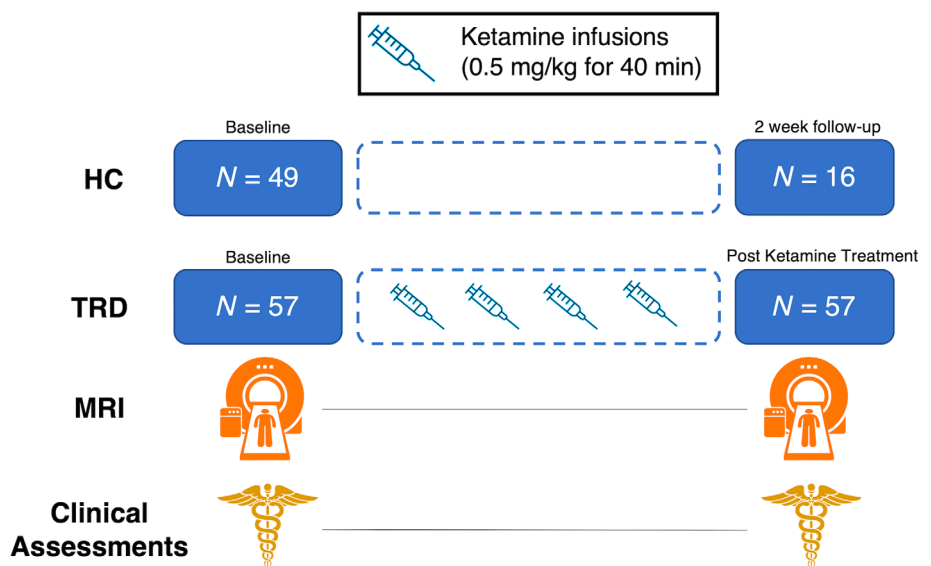 Ketamine infusions
(0.5 mg/kg for 40 min)
Baseline
2 week follow-up
HC
N = 49
N = 16
Baseline
Post Ketamine Treatment
TRD
N = 57
N = 57
MRI
Clinical
Assessments